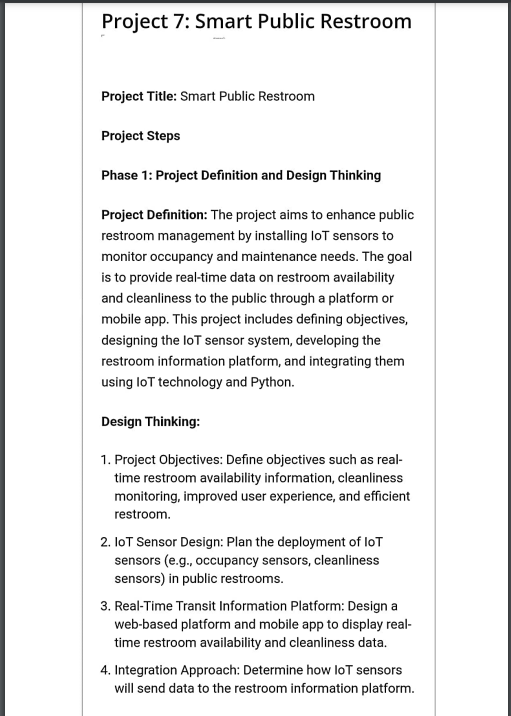 Project 7: Smart Public Restroom
Project Title: Smart Public Restroom
Project Steps
Phase 1: Project Definition and Design Thinking
Project Definition: The project aims to enhance public
restroom management by installing IoT sensors to
monitor occupancy and maintenance needs. The goal
is to provide real-time data on restroom availability
and cleanliness to the public through a platform or
mobile app. This project includes defining objectives,
designing the IoT sensor system, developing the
restroom information platform, and integrating them
using IoT technology and Python.
Design Thinking:
1. Project Objectives: Define objectives such as real-
time restroom availability information, cleanliness
monitoring, improved user experience, and efficient
restroom.
2. IoT Sensor Design: Plan the deployment of IoT
sensors (e.g., occupancy sensors, cleanliness
sensors) in public restrooms.
3. Real-Time Transit Information Platform: Design a
web-based platform and mobile app to display real-
time restroom availability and cleanliness data.
4. Integration Approach: Determine how IoT sensors
will send data to the restroom information platform.